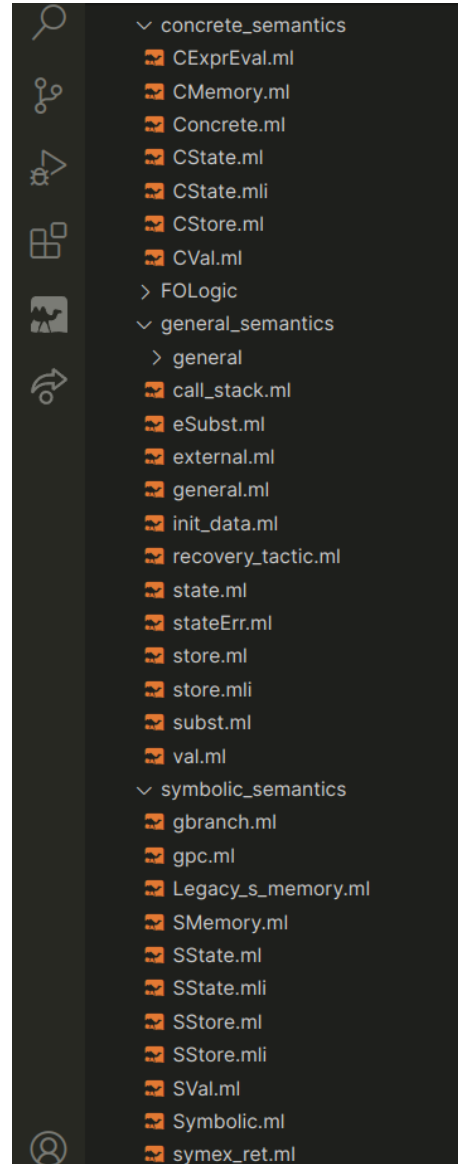 concrete_semantics
CExprEval.ml
CMemory.ml
Concrete.ml
CState.ml
CState.mli
CStore.ml
CVal.ml
FOLogic
general_semantics
general
call_stack.ml
eSubst.ml
external.ml
general.ml
init_data.ml
recovery_tactic.ml
state.ml
stateErr.ml
store.ml
store.mli
subst.ml
val.ml
symbolic_semantics
gbranch.ml
gpc.ml
Legacy_s_memory.ml
SMemory.ml
SState.ml
SState.mli
SStore.ml
SStore.mli
SVal.ml
Symbolic.ml
symex_ret.ml